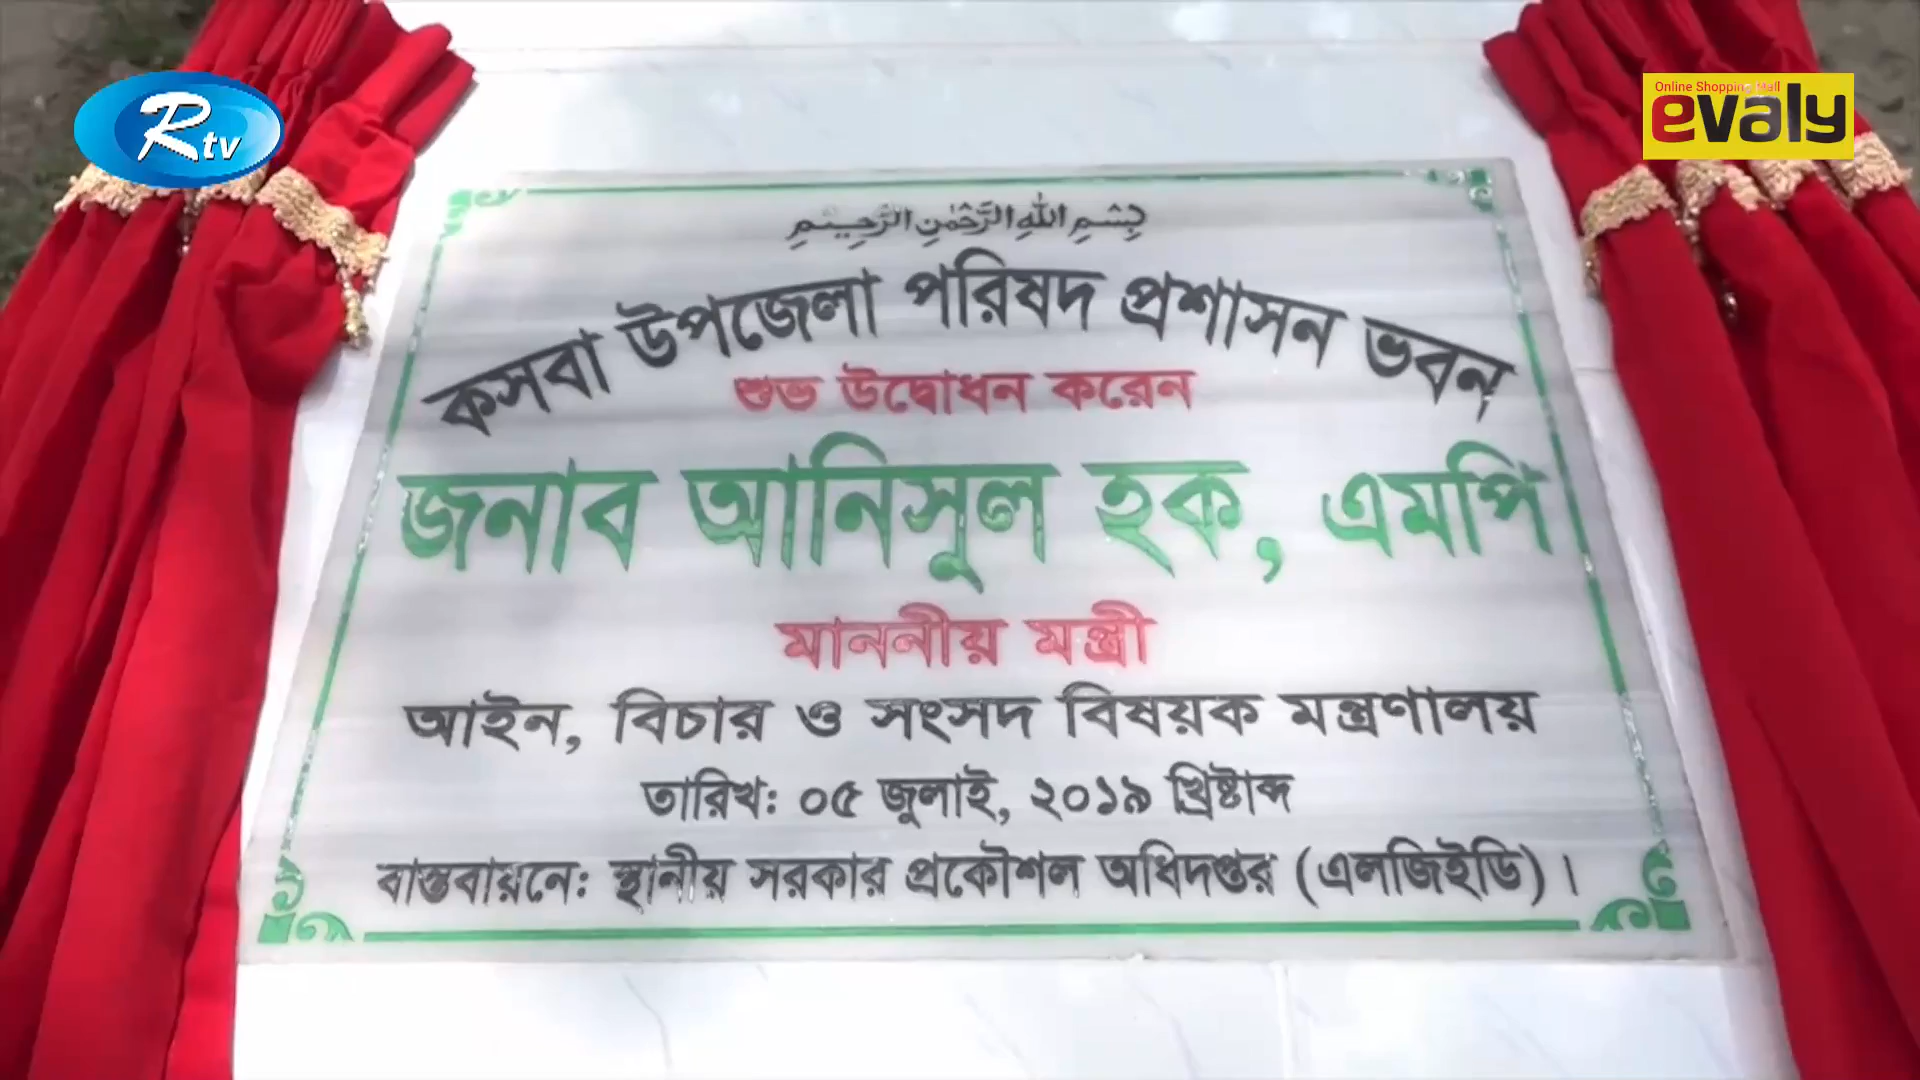 Rtv
Online Shopping Mall
evaly
بِسْمِ اللهِ الرَّحْمٰنِ الرَّحِيْمِ
কসবা উপজেলা পরিষদ প্রশাসন ভবন
শুভ উদ্বোধন করেন
জনাব আনিসুল হক, এমপি
মাননীয় মন্ত্রী
আইন, বিচার ও সংসদ বিষয়ক মন্ত্রণালয়
তারিখ: ০৫ জুলাই, ২০১৯ খ্রিষ্টাব্দ
বাস্তবায়নে: স্থানীয় সরকার প্রকৌশল অধিদপ্তর (এলজিইডি)।